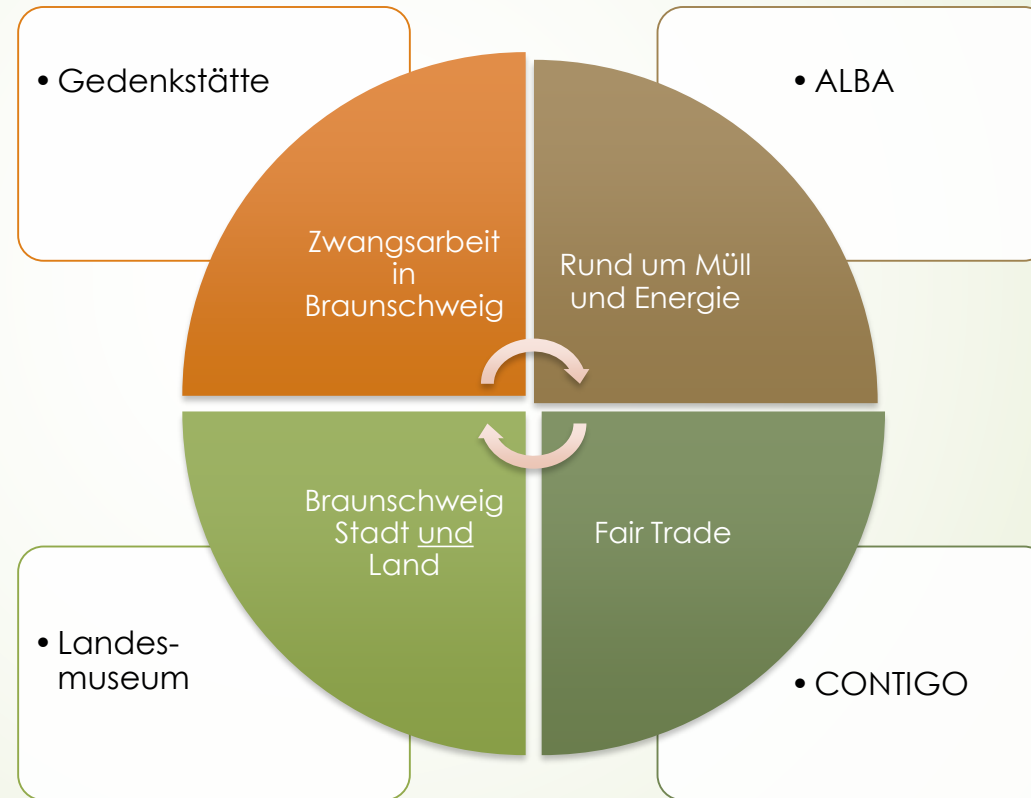 • Gedenkstätte
• ALBA
Zwangsarbeit
in
Braunschweig
Rund um Müll
und Energie
Braunschweig
Stadt und
Land
Fair Trade
• Landes-
museum
• CONTIGO